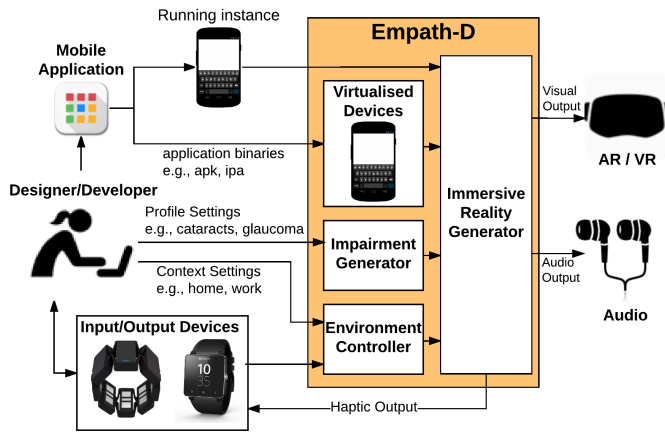 Running instance
Empath-D
Mobile
Application
Virtualised
Devices
Visual
Output
AR / VR
application binaries
e.g., apk, ipa
Designer/Developer
Immersive
Reality
Generator
Profile Settings
e.g., cataracts, glaucoma
Impairment
Generator
Context Settings
e.g., home, work
Audio
Output
Audio
Input/Output Devices
Environment
Controller
10
35
Haptic Output